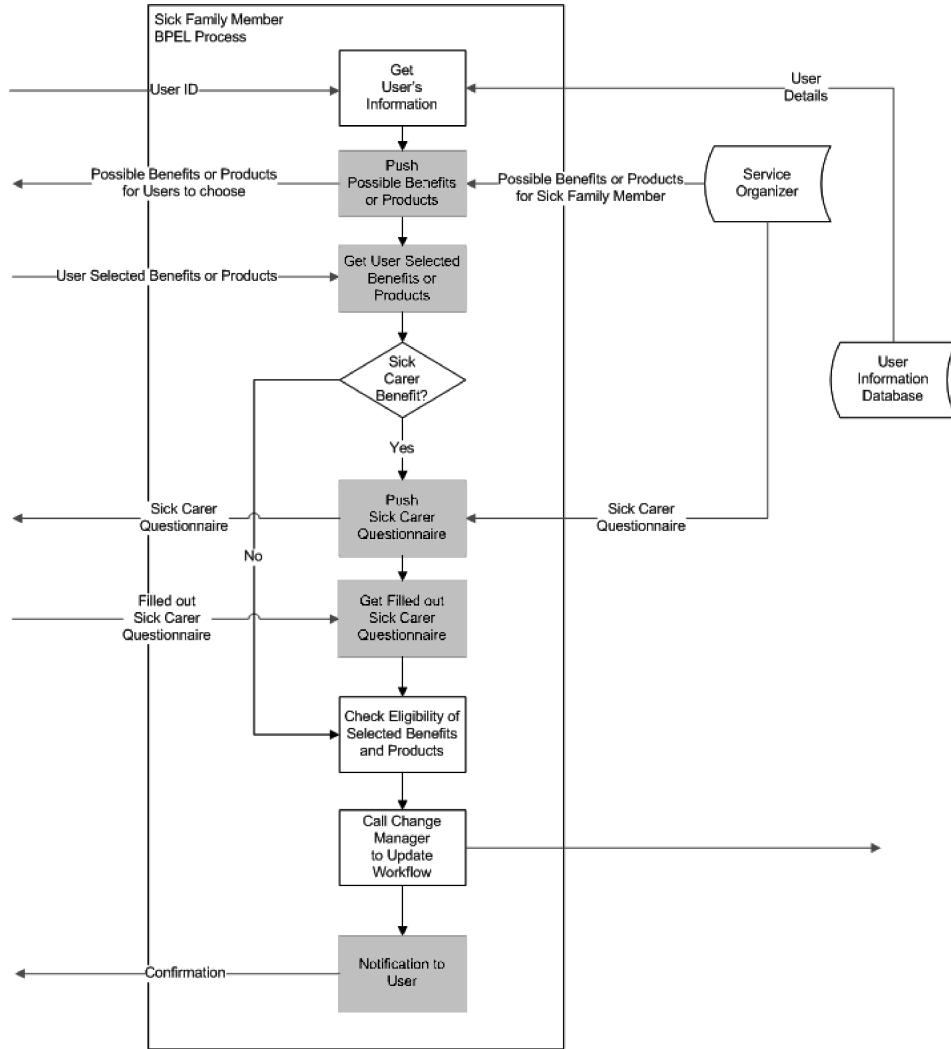 Sick Family Member
BPEL Process
Get
User's
Information
User ID
User
Details
Push
Possible Benefits
or Products
Possible Benefits or Products
for Users to choose
Possible Benefits or Products
for Sick Family Member
Service
Organizer
Get User Selected
Benefits or
Products
User Selected Benefits or Products
Sick
Carer
Benefit?
User
Information
Database
Yes
Push
Sick Carer
Questionnaire
Sick Carer
Questionnaire
Sick Carer
Questionnaire
No
Filled out
Sick Carer
Questionnaire
Get Filled out
Sick Carer
Questionnaire
Check Eligibility of
Selected Benefits
and Products
Call Change
Manager
to Update
Workflow
Notification to
User
Confirmation